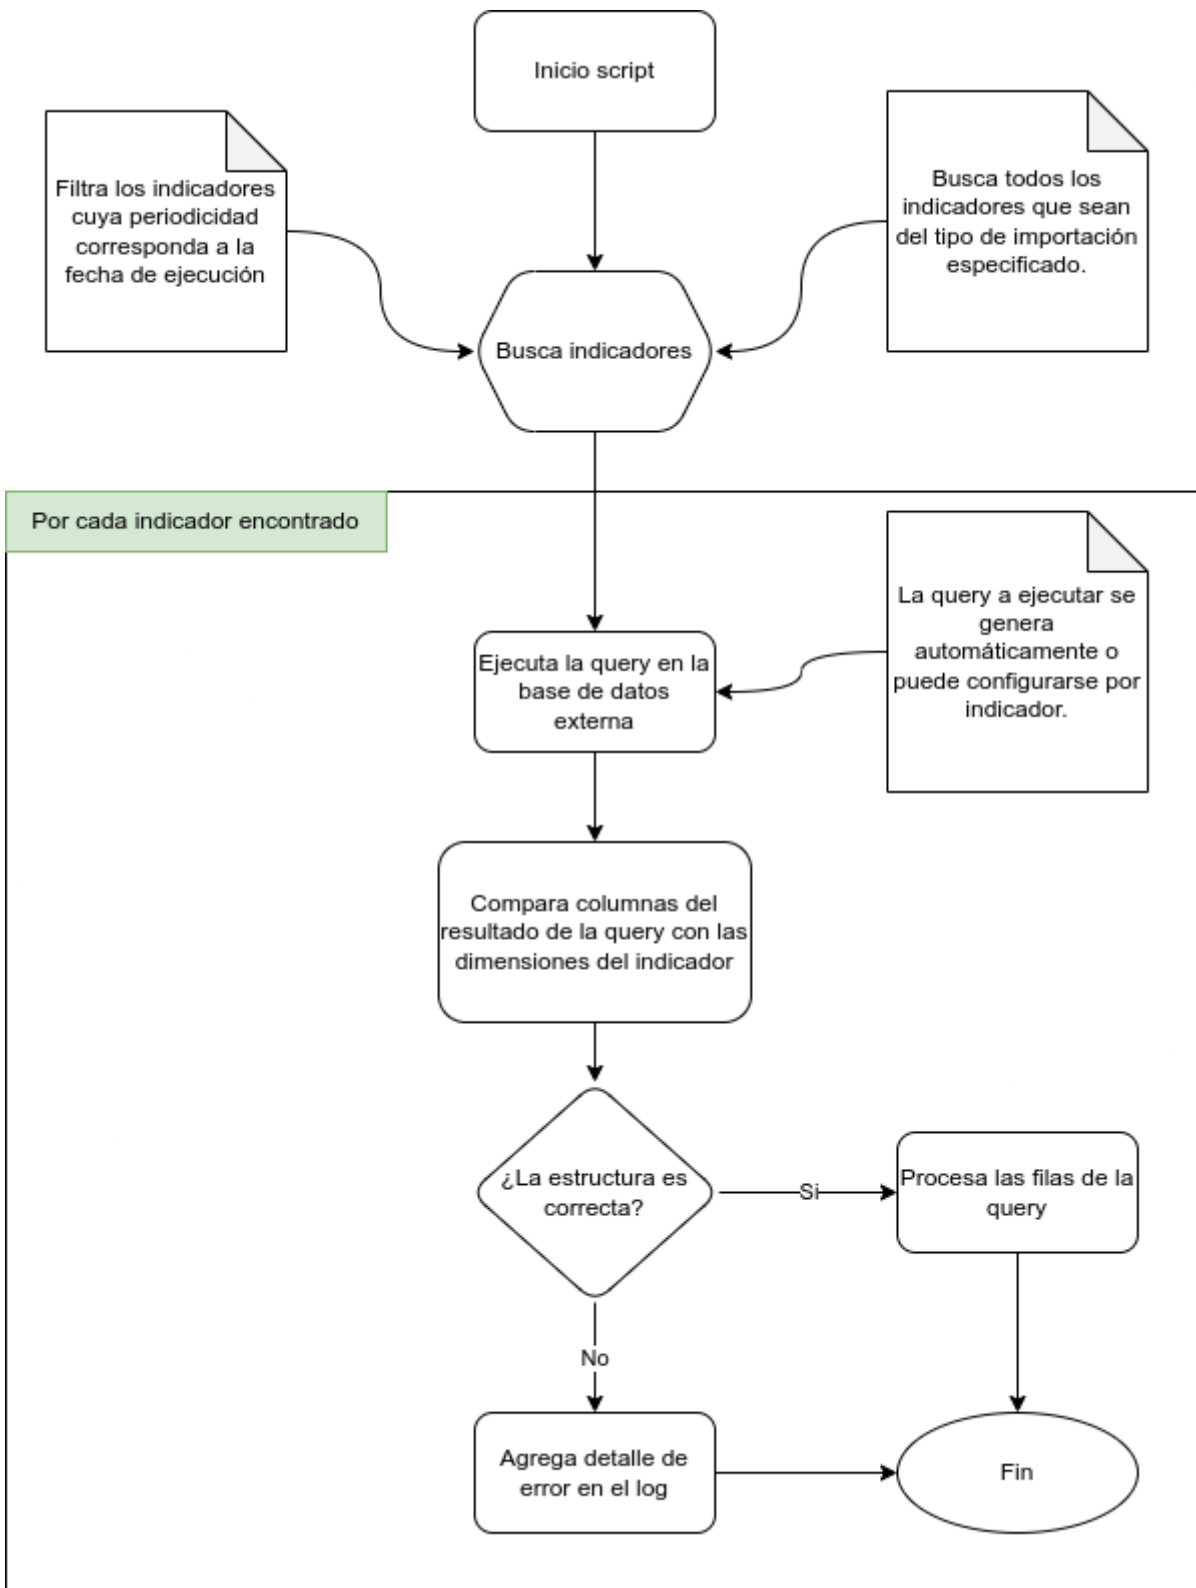 Inicio script
Filtra los indicadores
cuya periodicidad
corresponda a la
fecha de ejecución
Busca todos los
indicadores que sean
del tipo de importación
especificado.
Busca indicadores
Por cada indicador encontrado
La query a ejecutar se
genera
automáticamente o
puede configurarse por
indicador.
Ejecuta la query en la
base de datos
externa
Compara columnas del
resultado de la query con las
dimensiones del indicador
¿La estructura es
correcta?
Si
Procesa las filas de la
query
No
Agrega detalle de
error en el log
Fin